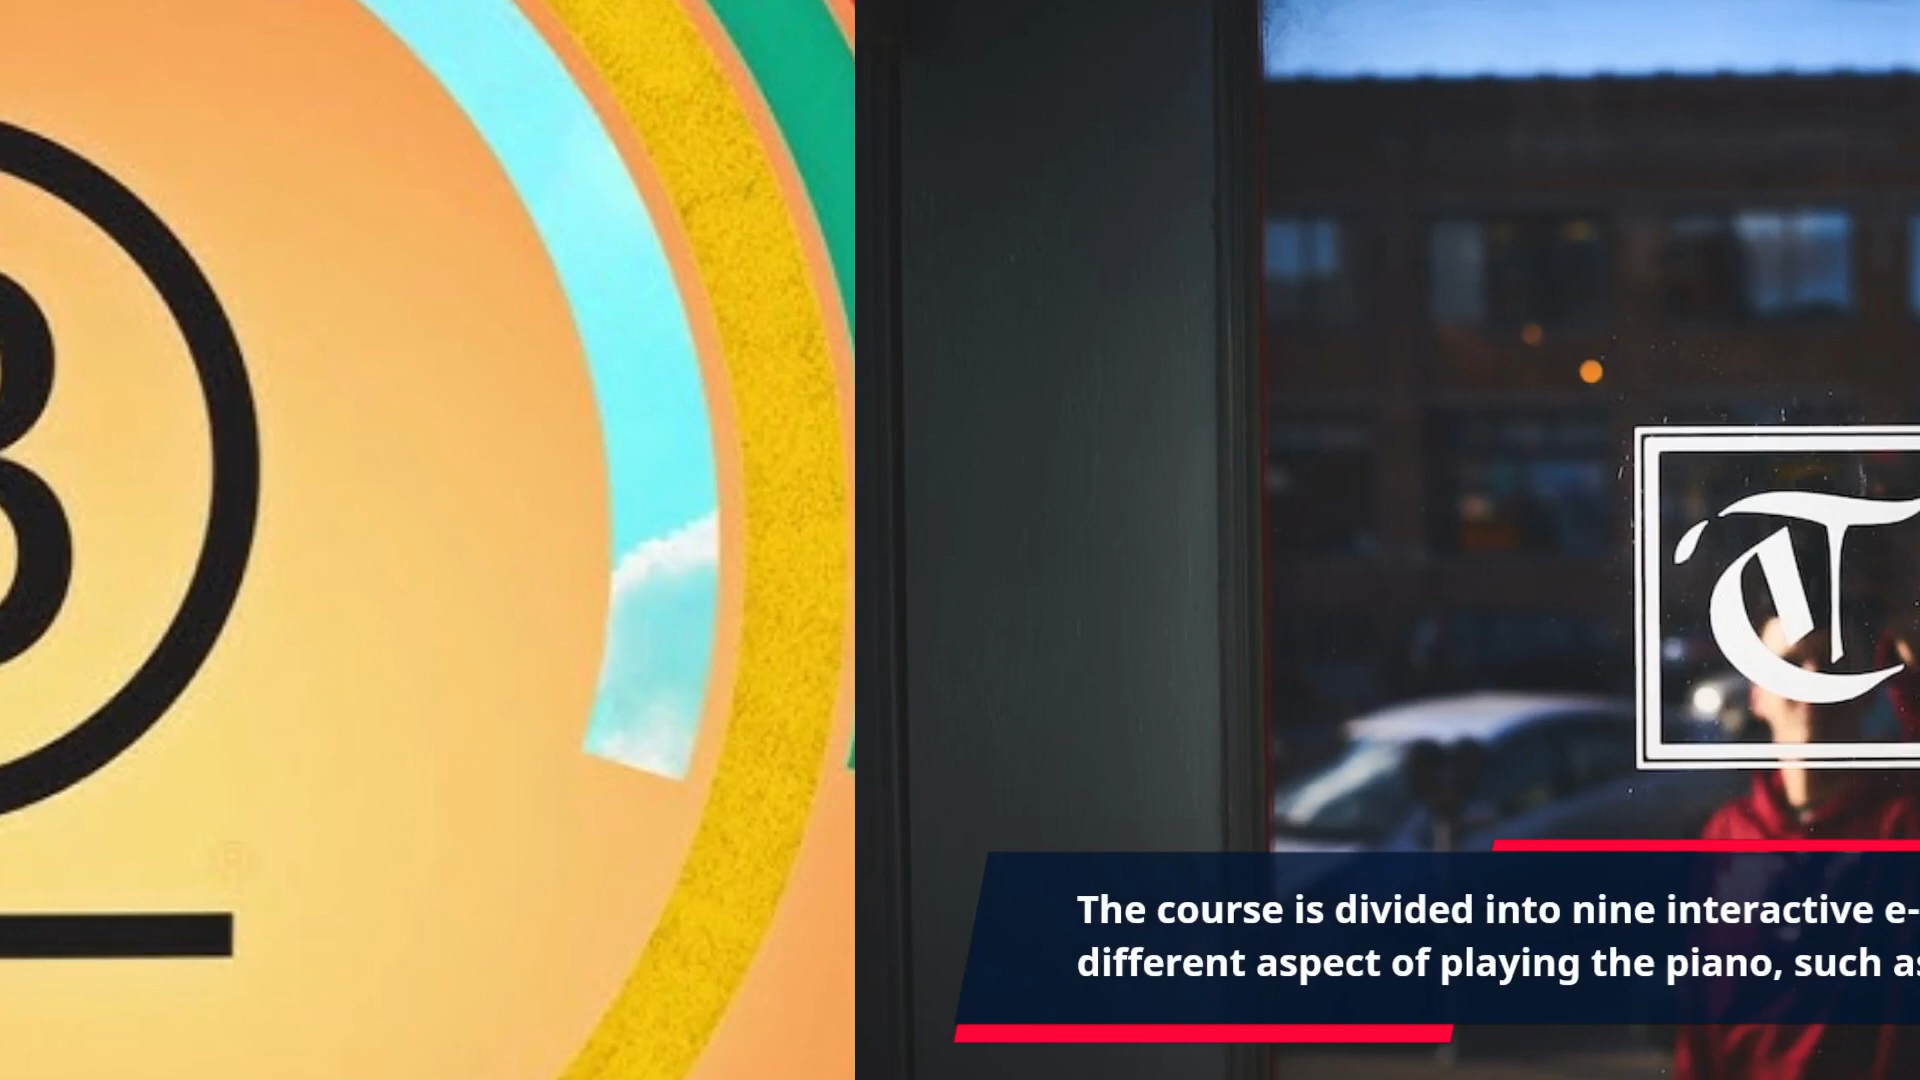 B
®
T
The course is divided into nine interactive e-
different aspect of playing the piano, such as